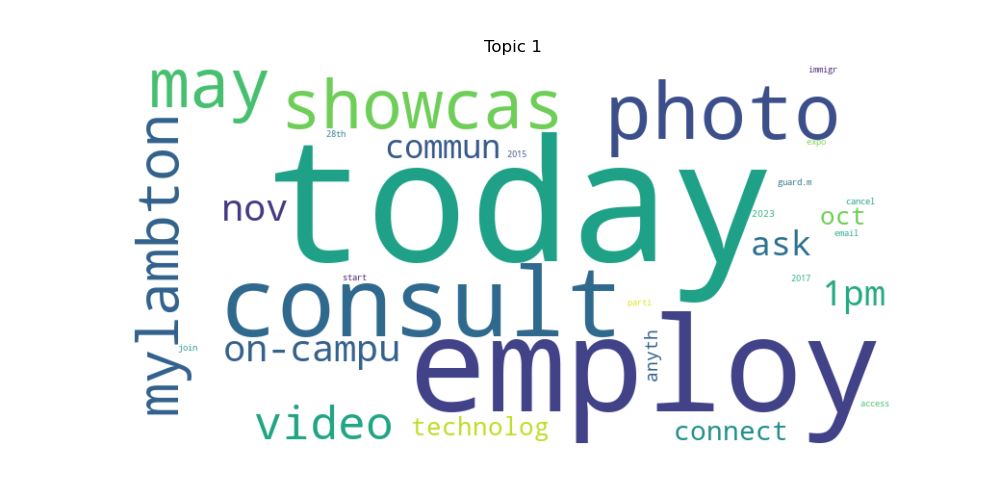 Topic 1
immigr
may
showcas
photo
28th
commun
2015
expo
mylambton
today
guard.m
cancel
nov
2023
oct
email
ask
start
consult
2017
1pm
parti
join
on-campu
employ
anyth
access
video
technolog
connect